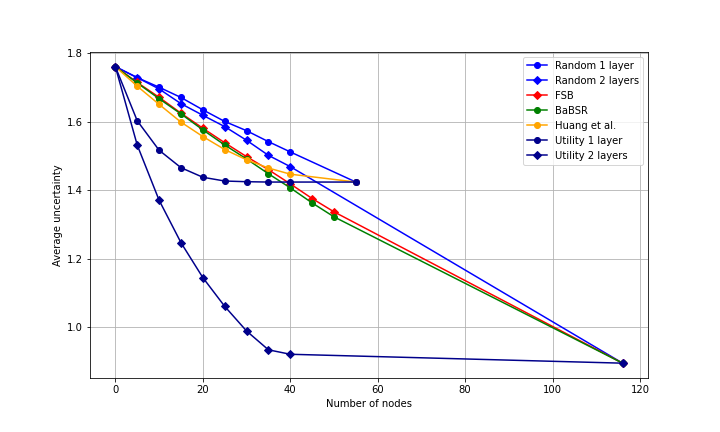 1.8
1.6
1.4
1.2
1.0
Average uncertainty
0
20
40
60
80
100
120
Number of nodes
Random 1 layer
Random 2 layers
FSB
BaBSR
Huang et al.
Utility 1 layer
Utility 2 layers